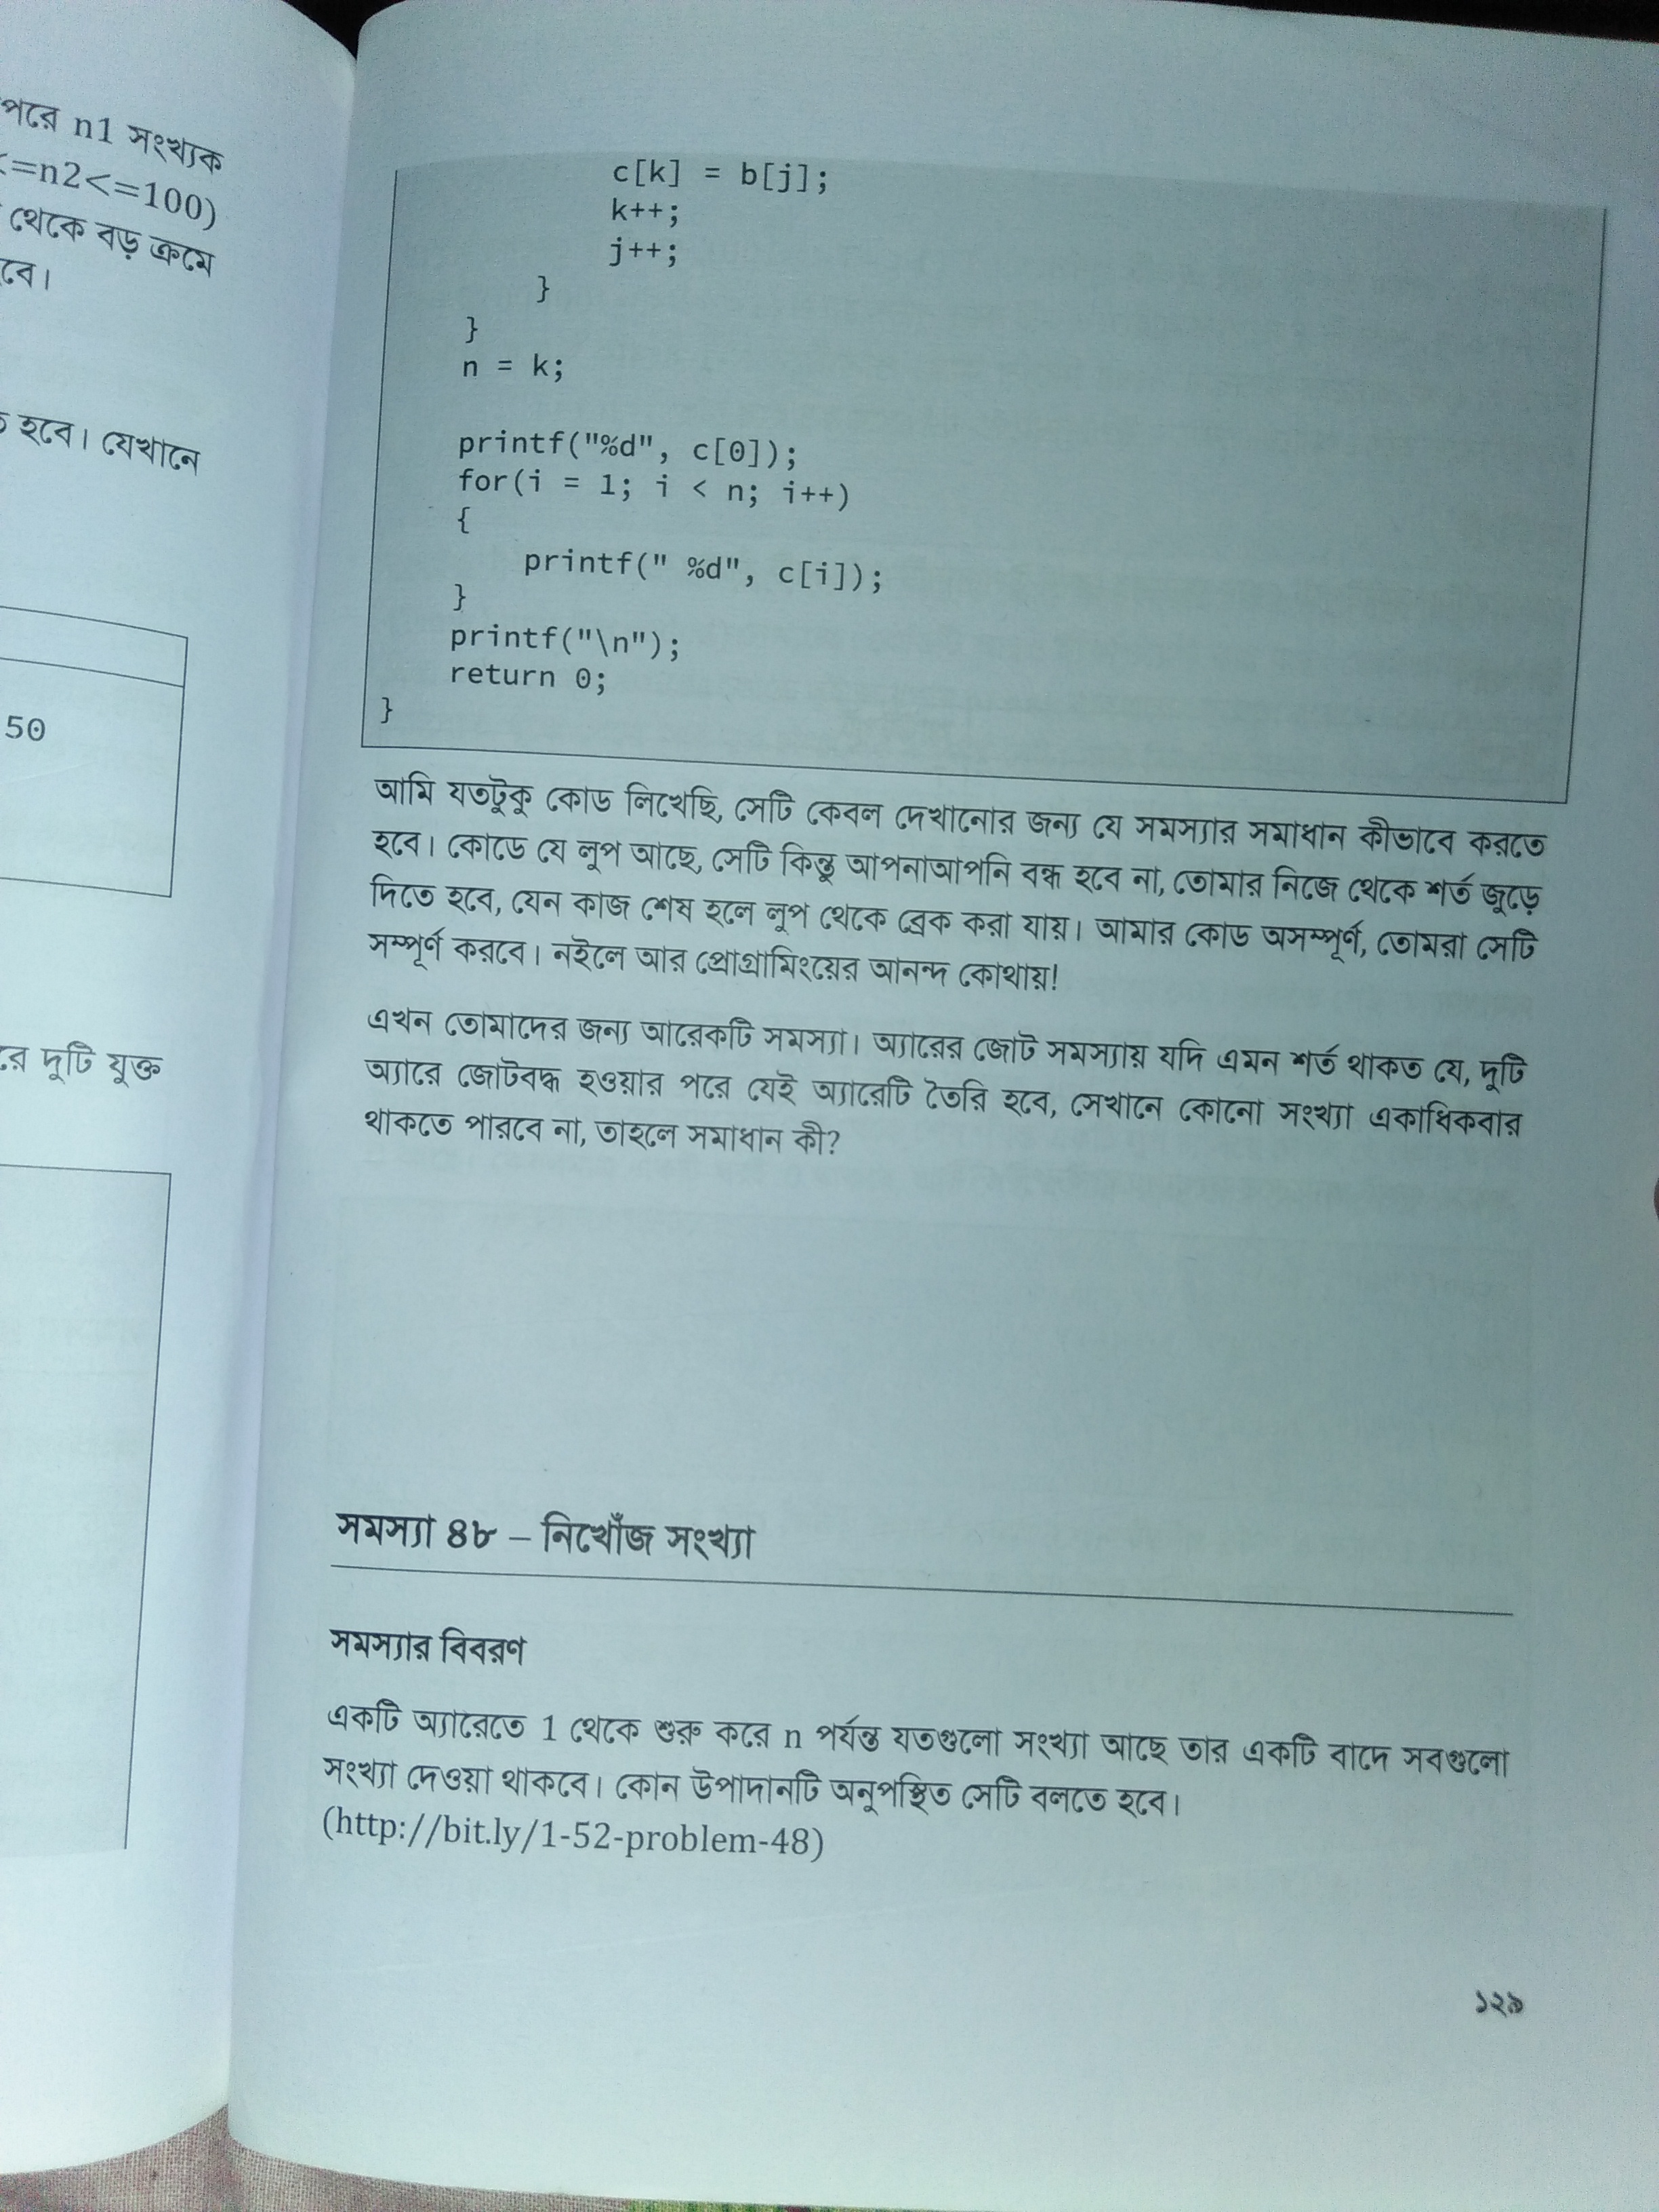 পরে n1 সংখ্যক
<=n2<=100)
থেকে বড় ক্রমে
হবে। যেখানে
50
দুটি যুক্ত
c[k] = b[j];
k++;
j++;
}
}
n = k;
printf("%d", c[0]);
for(i = 1; i < n; i++)
{
printf(" %d", c[i]);
}
printf("\n");
return 0;
}
আমি যতটুকু কোড লিখেছি, সেটি কেবল দেখানোর জন্য যে সমস্যার সমাধান কীভাবে করতে
হবে। কোডে যে লুপ আছে, সেটি কিন্তু আপনাআপনি বন্ধ হবে না, তোমার নিজে থেকে শর্ত জুড়ে
দিতে হবে, যেন কাজ শেষ হলে লুপ থেকে ব্রেক করা যায়। আমার কোড অসম্পূর্ণ, তোমরা সেটি
সম্পূর্ণ করবে। নইলে আর প্রোগ্রামিংয়ের আনন্দ কোথায়!
এখন তোমাদের জন্য আরেকটি সমস্যা। অ্যারের জোট সমস্যায় যদি এমন শর্ত থাকত যে, দুটি
অ্যারে জোটবদ্ধ হওয়ার পরে যেই অ্যারেটি তৈরি হবে, সেখানে কোনো সংখ্যা একাধিকবার
থাকতে পারবে না, তাহলে সমাধান কী?
সমস্যা ৪৮ – নিখোঁজ সংখ্যা
সমস্যার বিবরণ
একটি অ্যারেতে 1 থেকে শুরু করে n পর্যন্ত যতগুলো সংখ্যা আছে তার একটি বাদে সবগুলো
সংখ্যা দেওয়া থাকবে। কোন উপাদানটি অনুপস্থিত সেটি বলতে হবে।
(http://bit.ly/1-52-problem-48)
১২৯